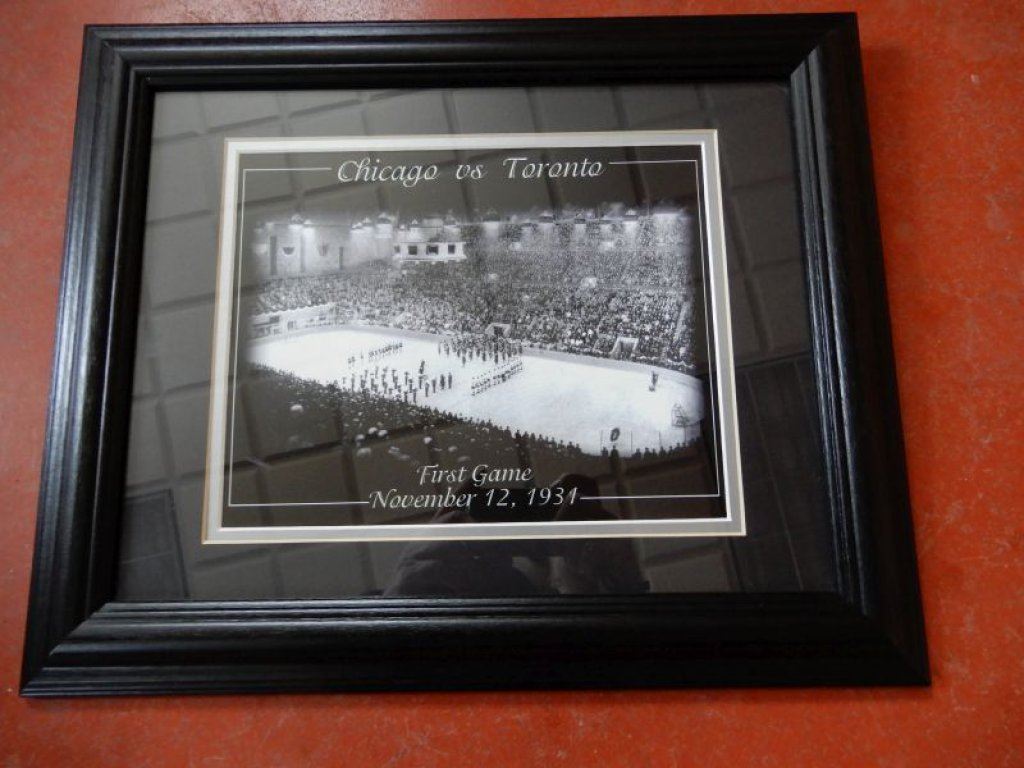 Chicago vs Toronto
First Game
November 12, 1931